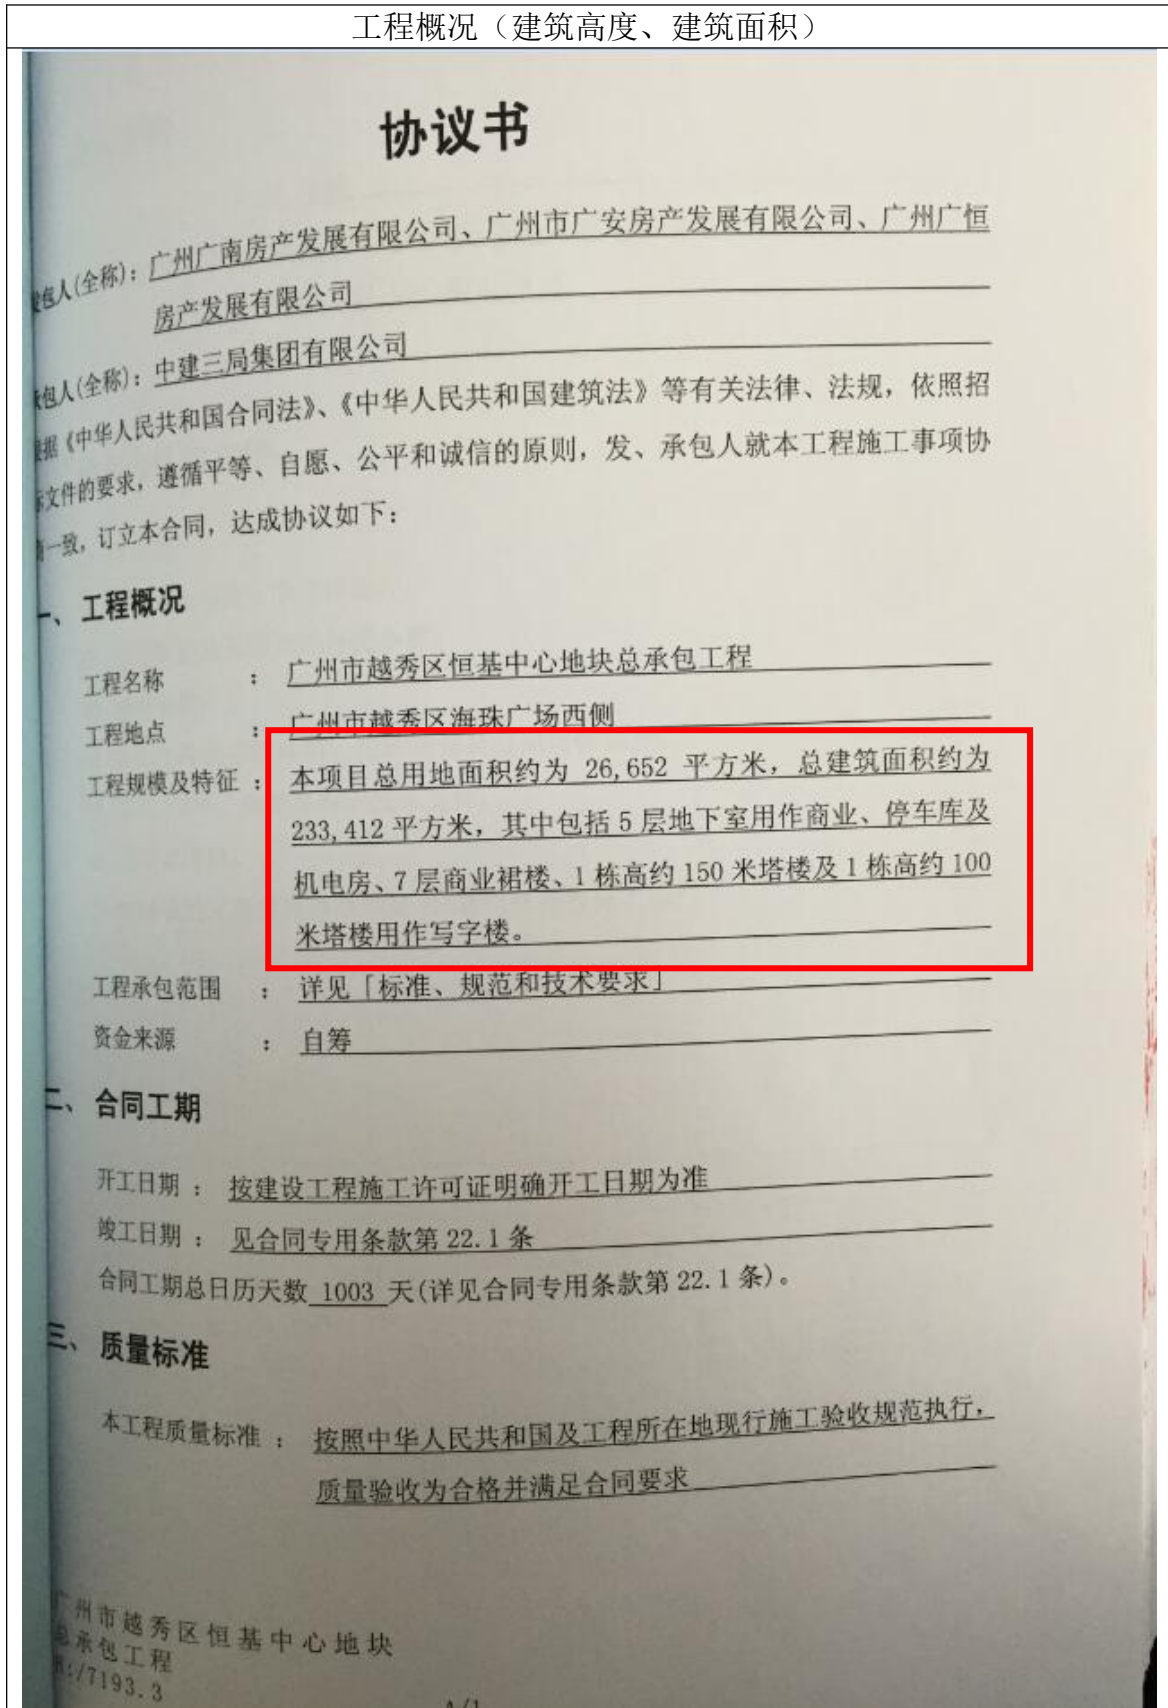 工程概况（建筑高度、建筑面积）
协议书
包人(全称)：广州广南房产发展有限公司、广州市广安房产发展有限公司、广州广恒
房产发展有限公司
包人(全称)：中建三局集团有限公司
据《中华人民共和国合同法》、《中华人民共和国建筑法》等有关法律、法规，依照招
标文件的要求，遵循平等、自愿、公平和诚信的原则，发、承包人就本工程施工事项协
商一致，订立本合同，达成协议如下：
一、工程概况
工程名称 ： 广州市越秀区恒基中心地块总承包工程
工程地点 ： 广州市越秀区海珠广场西侧
工程规模及特征： 本项目总用地面积约为 26,652 平方米，总建筑面积约为
233,412 平方米，其中包括 5 层地下室用作商业、停车库及
机电房、7 层商业裙楼、1 栋高约 150 米塔楼及 1 栋高约 100
米塔楼用作写字楼。
工程承包范围 ： 详见「标准、规范和技术要求」
资金来源 ： 自筹
二、合同工期
开工日期 ： 按建设工程施工许可证明确开工日期为准
竣工日期 ： 见合同专用条款第 22.1 条
合同工期总日历天数 1003 天(详见合同专用条款第 22.1 条)。
三、质量标准
本工程质量标准 ： 按照中华人民共和国及工程所在地现行施工验收规范执行，
质量验收为合格并满足合同要求
广州市越秀区恒基中心地块
总承包工程
/7193.3